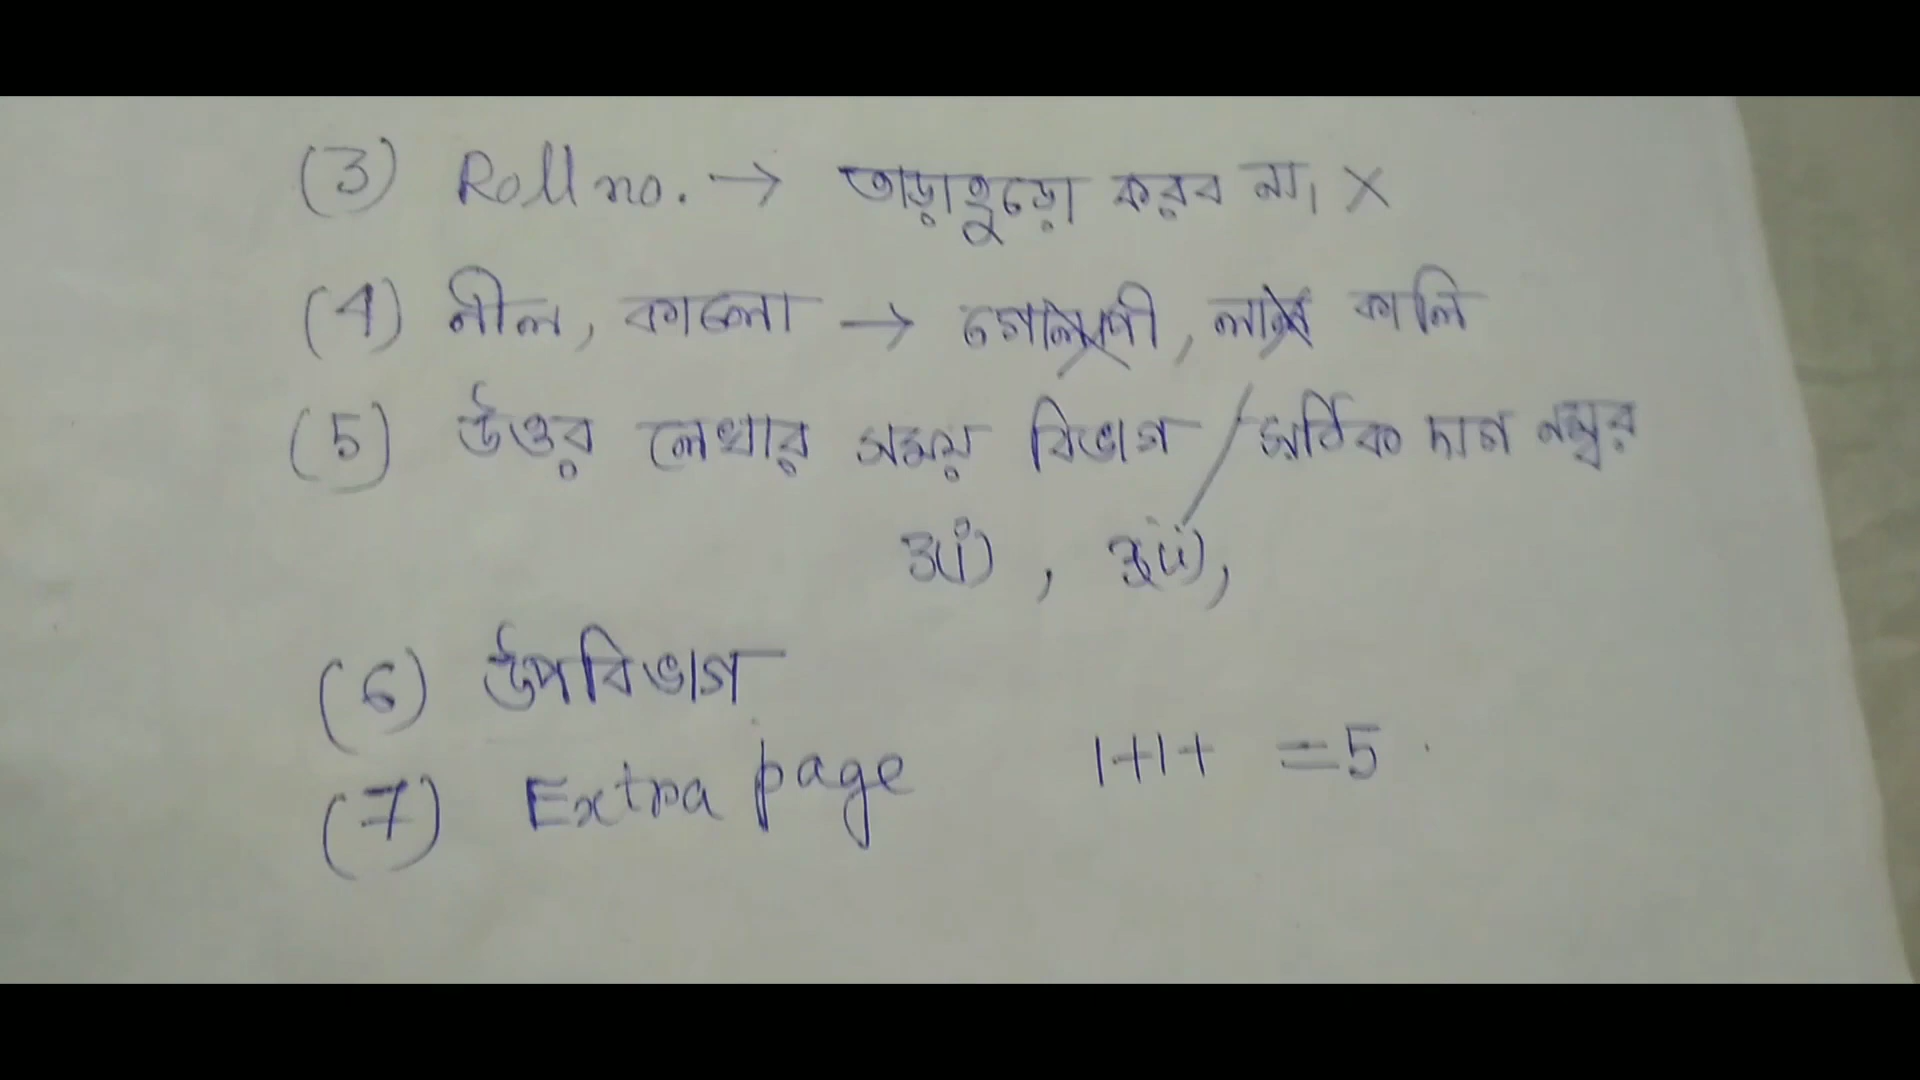 (3) Roll no. → তাড়াহুড়ো করব না। ×
(4) নীল, কালো → গোলাপী, লাল কালি
(5) উত্তর লেখার সময় বিভাগ / সঠিক দাগ নম্বর
3(i), 3(ii),
(6) উপবিভাগ
(7) Extra page 1+1+ =5